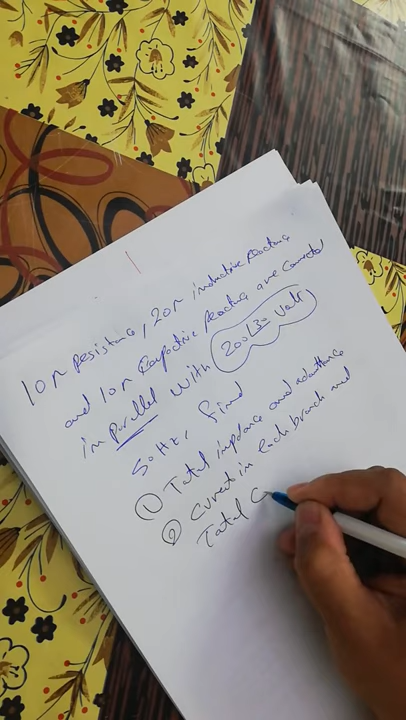 10Ω Resistance, 20Ω inductive Reactance
and 10Ω Capacitive Reactance are connected
in Parallel with 200∠30 Volt
50Hz, Find
① Total impdance and admittance
② Current in each branch and
Total C